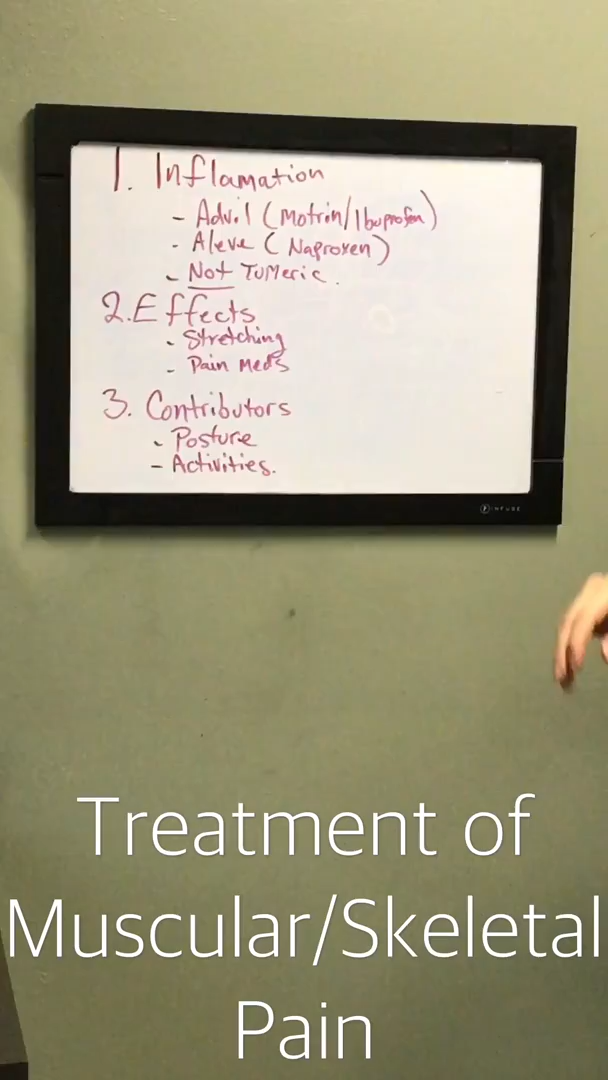 1. Inflamation
- Advil (Motrin/Ibuprofen)
- Aleve (Naproxen)
- Not Tumeric.
2. Effects
- Stretching
- Pain Meds
3. Contributors
- Posture
- Activities.
INFUSE
Treatment of
Muscular/Skeletal
Pain